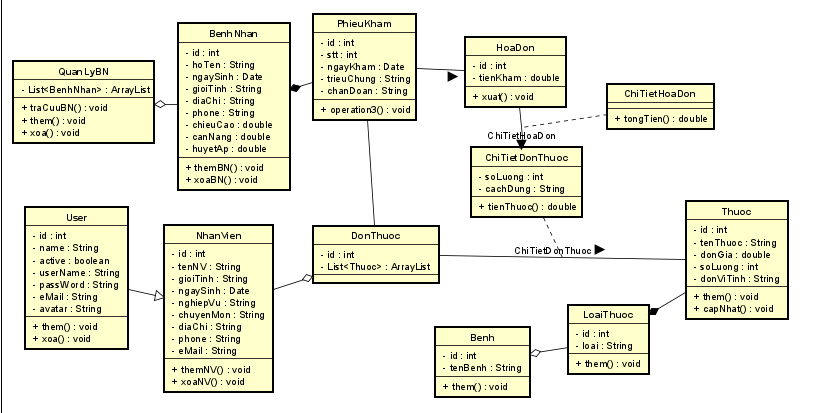 QuanLyBN
- List<BenhNhan> : ArrayList
+ traCuuBN() : void
+ them() : void
+ xoa() : void
BenhNhan
- id : int
- hoTen : String
- ngaySinh : Date
- gioiTinh : String
- diaChi : String
- phone : String
- chieuCao : double
- canNang : double
- huyetAp : double
+ themBN() : void
+ xoaBN() : void
PhieuKham
- id : int
- stt : int
- ngayKham : Date
- trieuChung : String
- chanDoan : String
+ operation3() : void
HoaDon
- id : int
- tienKham : double
+ xuat() : void
ChiTietHoaDon
+ tongTien() : double
ChiTietHoaDon
ChiTietDonThuoc
- soLuong : int
- cachDung : String
+ tienThuoc() : double
User
- id : int
- name : String
- active : boolean
- userName : String
- passWord : String
- eMail : String
- avatar : String
+ them() : void
+ xoa() : void
NhanVien
- id : int
- tenNV : String
- gioiTinh : String
- ngaySinh : Date
- nghiepVu : String
- chuyenMon : String
- diaChi : String
- phone : String
- eMail : String
+ themNV() : void
+ xoaNV() : void
DonThuoc
- id : int
- List<Thuoc> : ArrayList
ChiTietDonThuoc
Thuoc
- id : int
- tenThuoc : String
- donGia : double
- soLuong : int
- donViTinh : String
+ them() : void
+ capNhat() : void
LoaiThuoc
- id : int
- loai : String
+ them() : void
Benh
- id : int
- tenBenh : String
+ them() : void